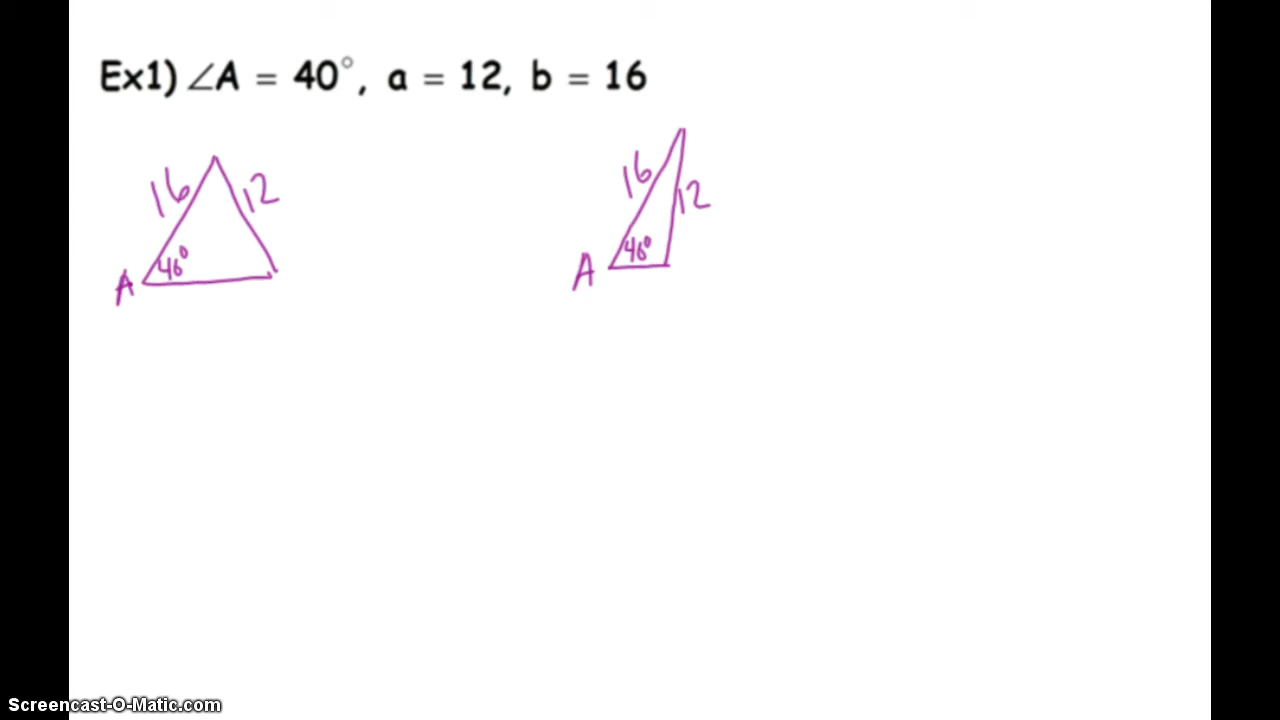 Ex1) ∠A = 40°, a = 12, b = 16
16 12
A 40°
16 12
A 40°
Screencast-O-Matic.com